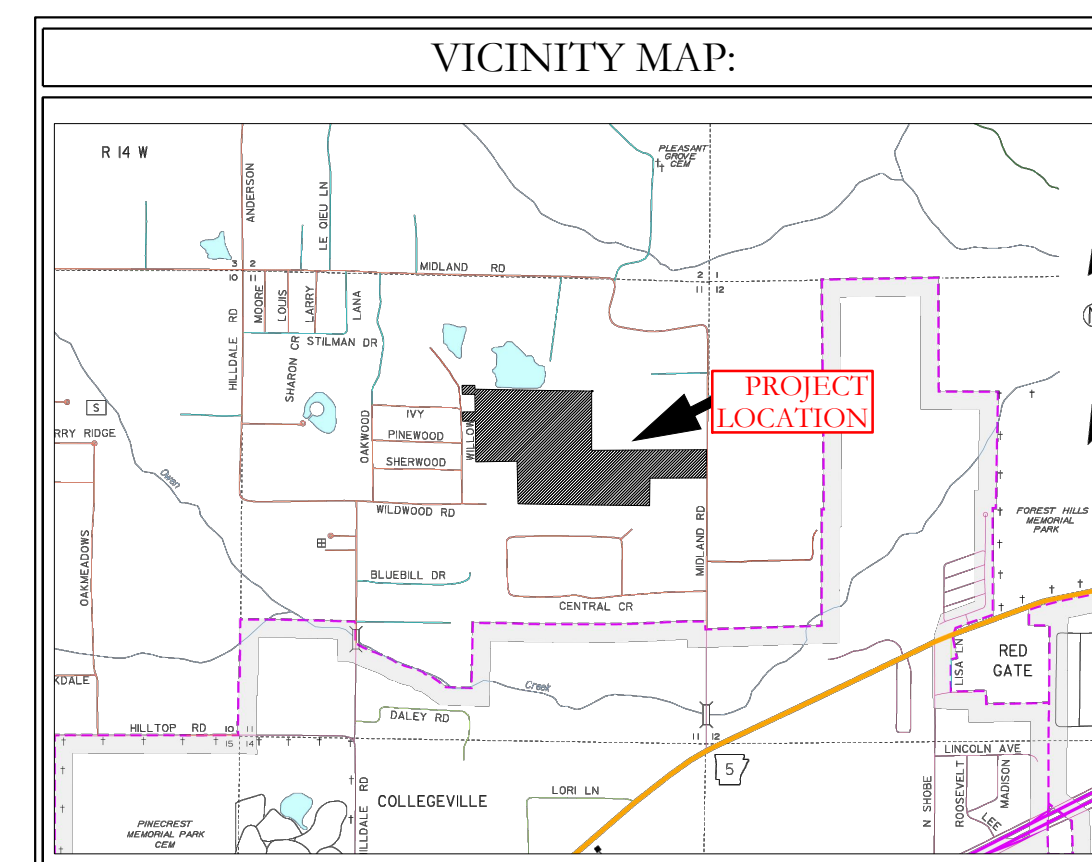 VICINITY MAP:
R 14 W
PLEASANT
GROVE
CEM
ANDERSON
LE QIEU LN
MIDLAND RD
3 2
10 11
2 1
11 12
HILLDALE RD
MOORE
LOUIS
LARRY
LANA
SHARON CR
STILMAN DR
PROJECT
LOCATION
S
RRY RIDGE
OAKWOOD
IVY
PINEWOOD
SHERWOOD
WILLOW
WILDWOOD RD
Owen
OAKMEADOWS
MIDLAND RD
FOREST HILLS
MEMORIAL
PARK
BLUEBILL DR
CENTRAL CR
LISA LN
RED
GATE
KDALE
Creek
HILLTOP RD
10 11
15 14
DALEY RD
11 12
5
LINCOLN AVE
LORI LN
COLLEGEVILLE
ILLDALE RD
N SHOBE
ROOSEVELT
MADISON
LEE
PINECREST
MEMORIAL PARK
CEM